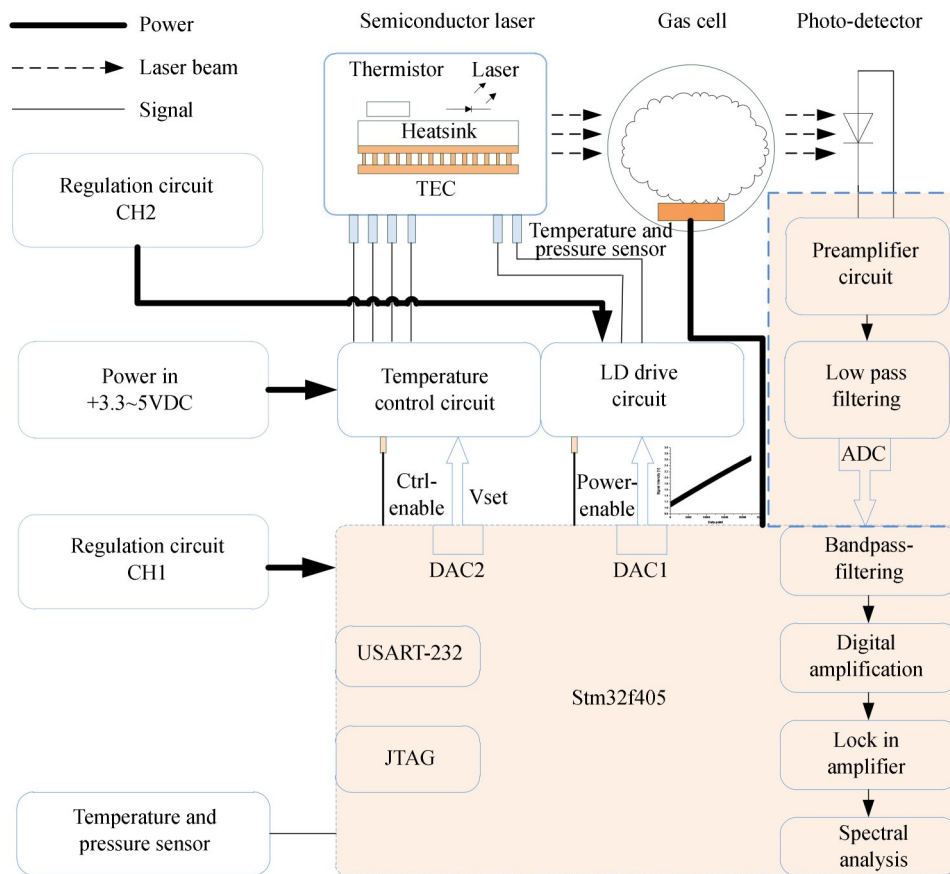 Power
Laser beam
Signal
Semiconductor laser
Gas cell
Photo-detector
Thermistor
Laser
Heatsink
TEC
Regulation circuit
CH2
Temperature and
pressure sensor
Preamplifier
circuit
Power in
+3.3~5VDC
Temperature
control circuit
LD drive
circuit
Low pass
filtering
ADC
Ctrl-
enable
Vset
Power-
enable
Regulation circuit
CH1
DAC2
DAC1
Bandpass-
filtering
USART-232
Digital
amplification
Stm32f405
JTAG
Lock in
amplifier
Temperature and
pressure sensor
Spectral
analysis